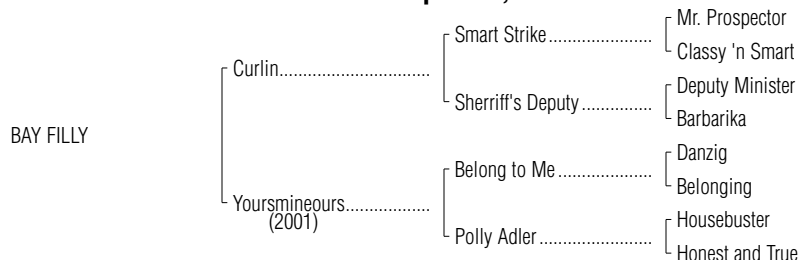 Mr. Prospector
Smart Strike
Classy 'n Smart
Curlin
Deputy Minister
Sherriff's Deputy
Barbarika
BAY FILLY
Danzig
Belong to Me
Belonging
Yoursmineours
(2001)
Housebuster
Polly Adler
Honest and True